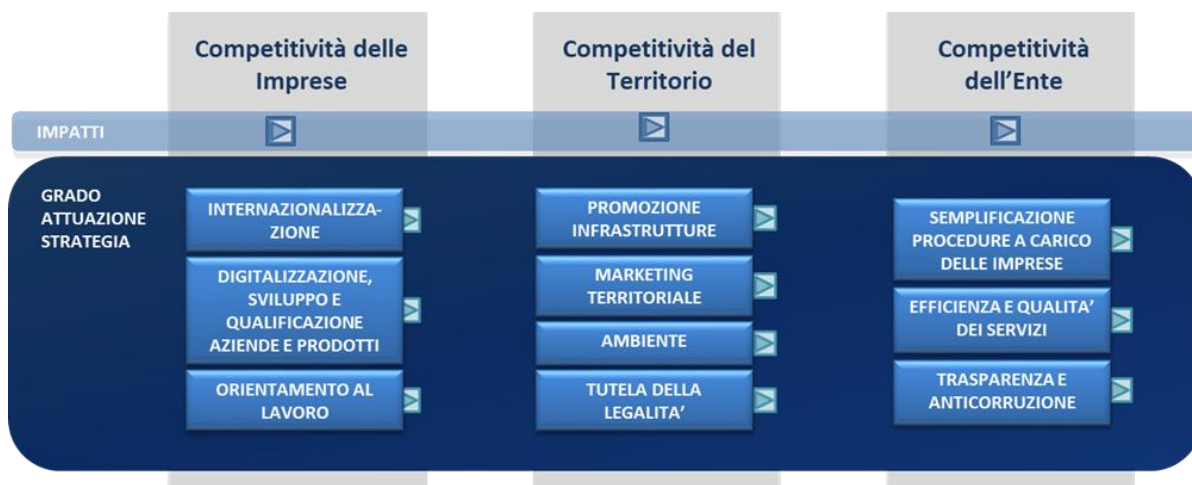 Competitività delle
Imprese
Competitività del
Territorio
Competitività
dell'Ente
IMPATTI
GRADO
ATTUAZIONE
STRATEGIA
INTERNAZIONALIZZA-
ZIONE
DIGITALIZZAZIONE,
SVILUPPO E
QUALIFICAZIONE
AZIENDE E PRODOTTI
ORIENTAMENTO AL
LAVORO
PROMOZIONE
INFRASTRUTTURE
MARKETING
TERRITORIALE
AMBIENTE
TUTELA DELLA
LEGALITA'
SEMPLIFICAZIONE
PROCEDURE A CARICO
DELLE IMPRESE
EFFICIENZA E QUALITA'
DEI SERVIZI
TRASPARENZA E
ANTICORRUZIONE